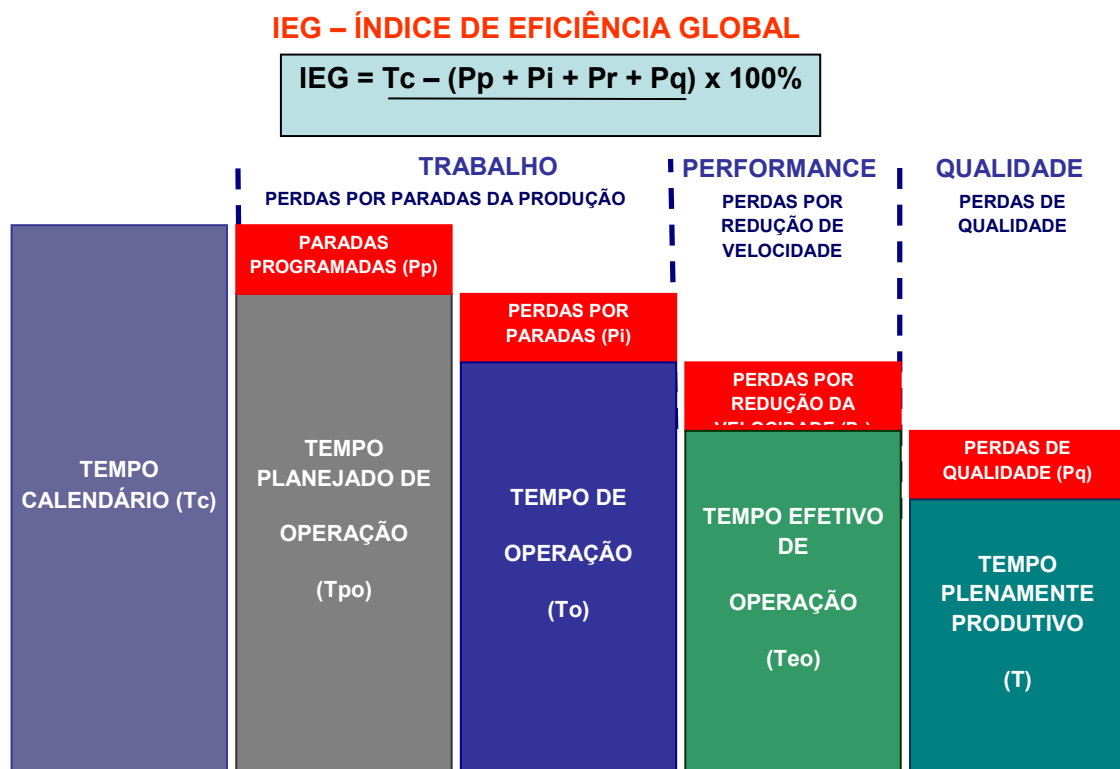 IEG – ÍNDICE DE EFICIÊNCIA GLOBAL
IEG = Tc – (Pp + Pi + Pr + Pq) x 100%
TRABALHO
PERDAS POR PARADAS DA PRODUÇÃO
PERFORMANCE
PERDAS POR
REDUÇÃO DE
VELOCIDADE
QUALIDADE
PERDAS DE
QUALIDADE
TEMPO
CALENDÁRIO (Tc)
PARADAS
PROGRAMADAS (Pp)
TEMPO
PLANEJADO DE
OPERAÇÃO
(Tpo)
PERDAS POR
PARADAS (Pi)
TEMPO DE
OPERAÇÃO
(To)
PERDAS POR
REDUÇÃO DA
VELOCIDADE
TEMPO EFETIVO
DE
OPERAÇÃO
(Teo)
PERDAS DE
QUALIDADE (Pq)
TEMPO
PLENAMENTE
PRODUTIVO
(T)